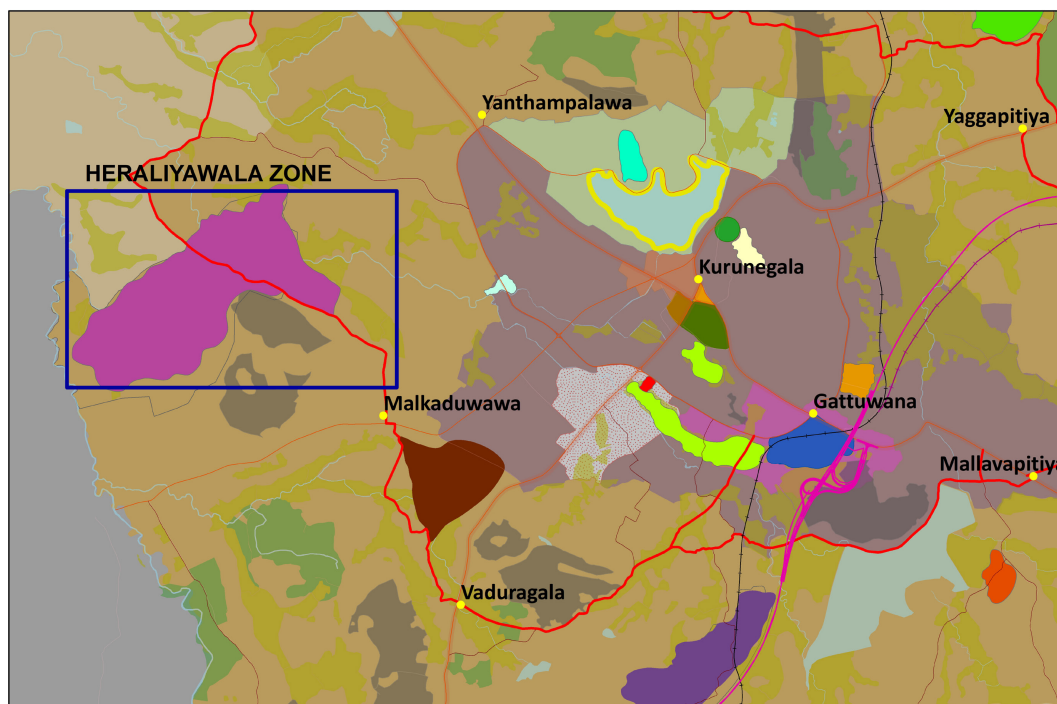 Yanthampalawa
Yaggapitiya
HERALIYAWALA ZONE
Kurunegala
Malkaduwawa
Gattuwana
Mallavapitiya
Vaduragala